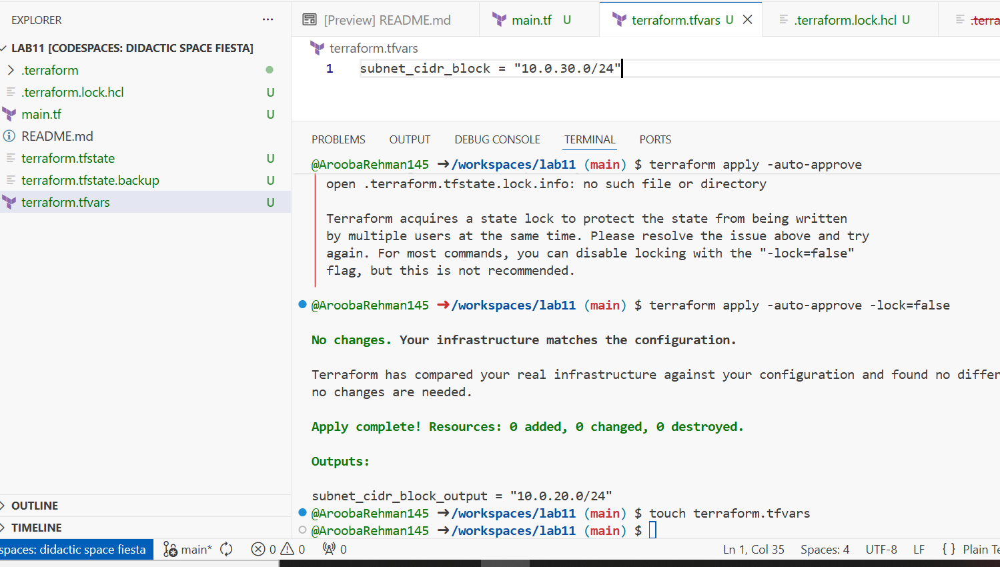 EXPLORER
...
[Preview] README.md
main.tf U
terraform.tfvars U
.terraform.lock.hcl U
.terra
LAB11 [CODESPACES: DIDACTIC SPACE FIESTA]
.terraform
.terraform.lock.hcl U
main.tf U
README.md
terraform.tfstate U
terraform.tfstate.backup U
terraform.tfvars U
OUTLINE
TIMELINE
terraform.tfvars
1 subnet_cidr_block = "10.0.30.0/24"
PROBLEMS OUTPUT DEBUG CONSOLE TERMINAL PORTS
@AroobaRehman145 →/workspaces/lab11 (main) $ terraform apply -auto-approve
open .terraform.tfstate.lock.info: no such file or directory
Terraform acquires a state lock to protect the state from being written
by multiple users at the same time. Please resolve the issue above and try
again. For most commands, you can disable locking with the "-lock=false"
flag, but this is not recommended.
@AroobaRehman145 →/workspaces/lab11 (main) $ terraform apply -auto-approve -lock=false
No changes. Your infrastructure matches the configuration.
Terraform has compared your real infrastructure against your configuration and found no differ
no changes are needed.
Apply complete! Resources: 0 added, 0 changed, 0 destroyed.
Outputs:
subnet_cidr_block_output = "10.0.20.0/24"
@AroobaRehman145 →/workspaces/lab11 (main) $ touch terraform.tfvars
@AroobaRehman145 →/workspaces/lab11 (main) $
spaces: didactic space fiesta main* 0 0 0 Ln 1, Col 35 Spaces: 4 UTF-8 LF { } Plain Te